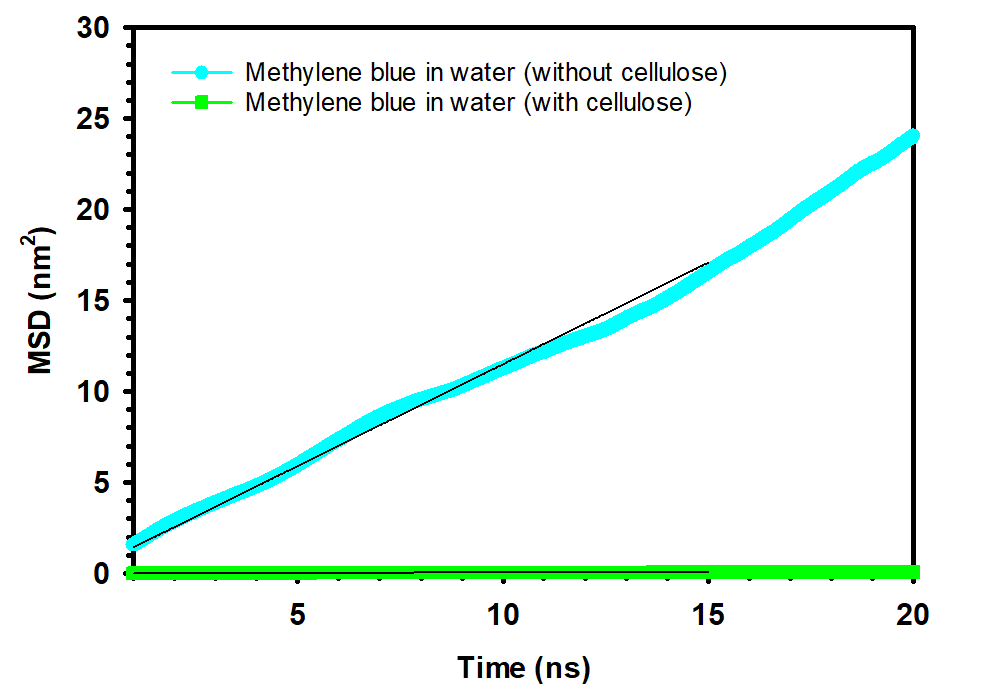 30
Methylene blue in water (without cellulose)
Methylene blue in water (with cellulose)
25
20
MSD (nm²)
15
10
5
0
5 10 15 20
Time (ns)